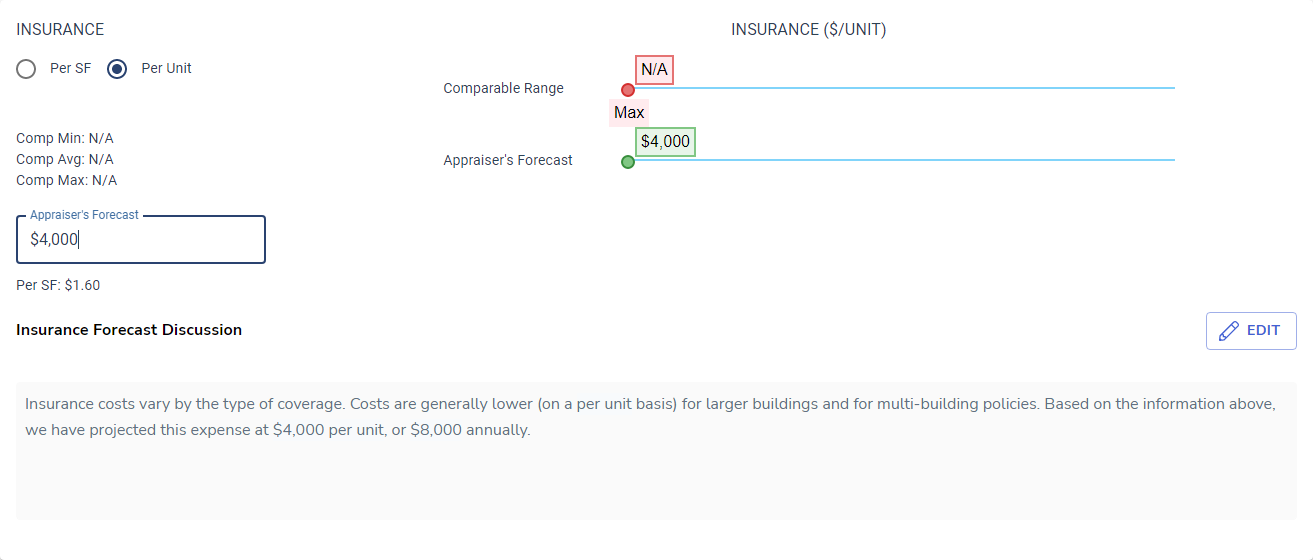 INSURANCE
Per SF
Per Unit
Comp Min: N/A
Comp Avg: N/A
Comp Max: N/A
Appraiser's Forecast
$4,000
Per SF: $1.60
INSURANCE ($/UNIT)
Comparable Range
N/A
Max
Appraiser's Forecast
$4,000
Insurance Forecast Discussion
EDIT
Insurance costs vary by the type of coverage. Costs are generally lower (on a per unit basis) for larger buildings and for multi-building policies. Based on the information above,
we have projected this expense at $4,000 per unit, or $8,000 annually.